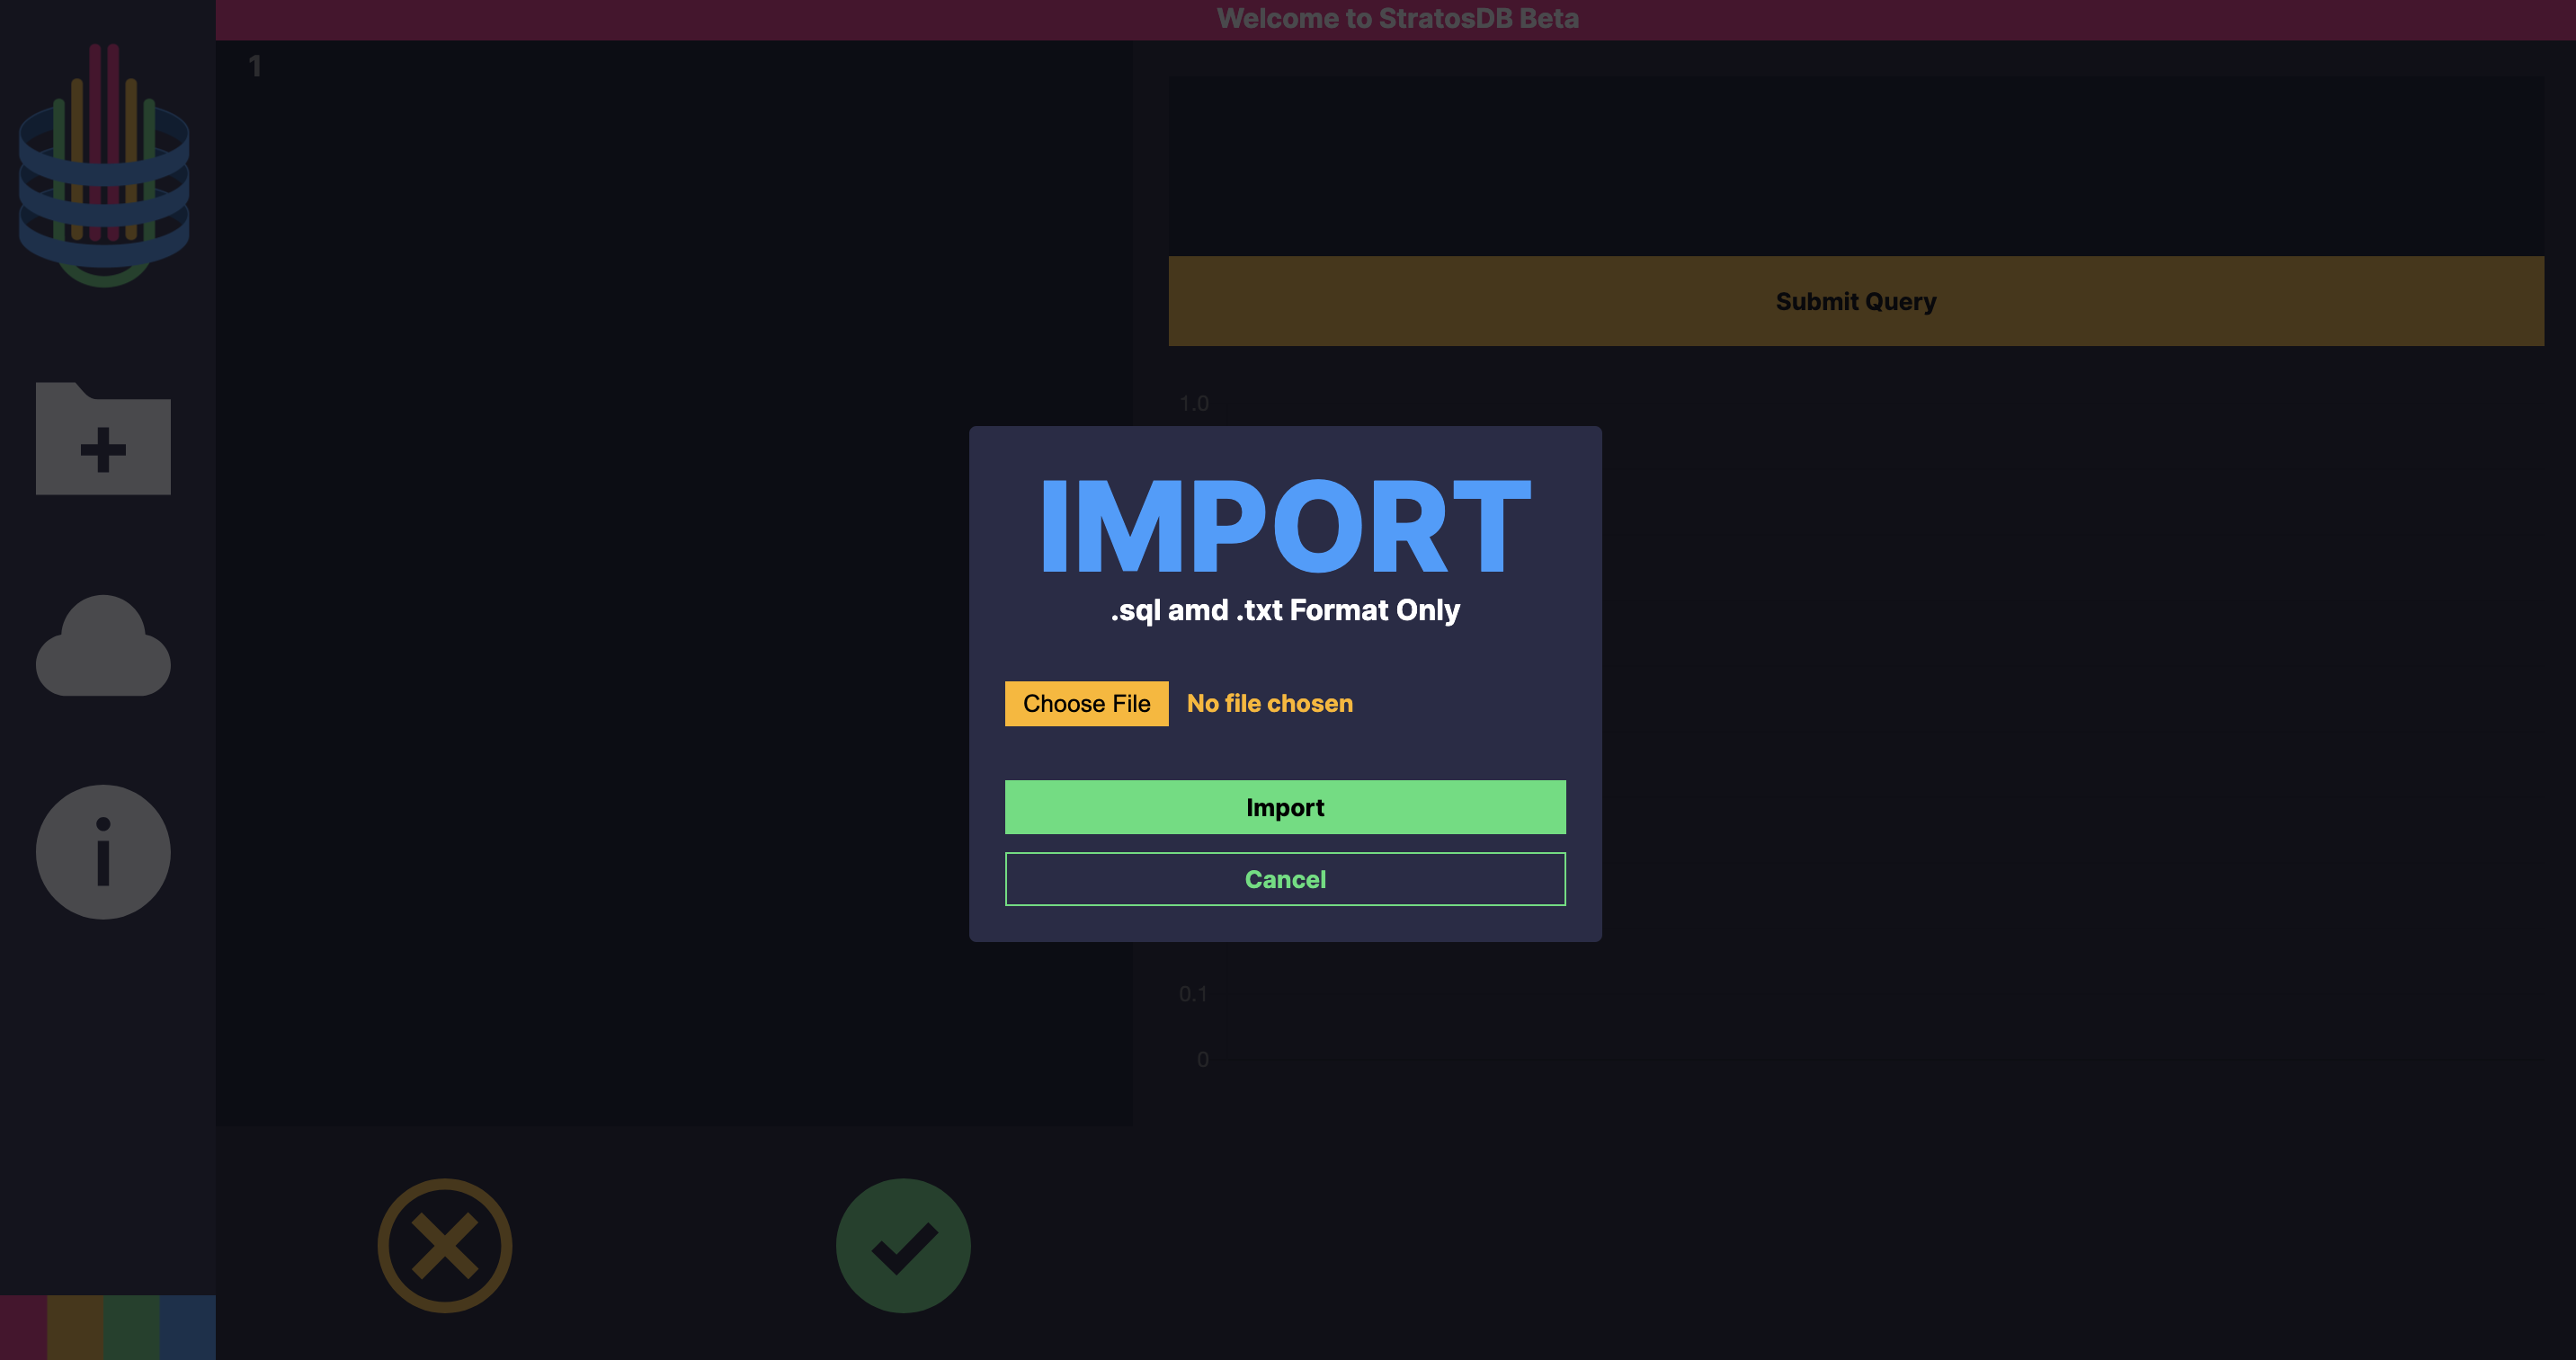 Welcome to StratosDB Beta
1
Submit Query
1.0
IMPORT
.sql amd .txt Format Only
Choose File No file chosen
Import
Cancel
0.1
0